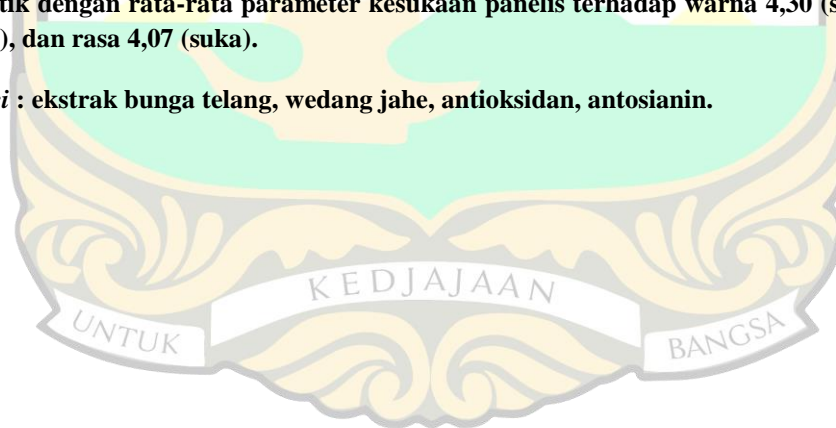 tik dengan rata-rata parameter kesukaan panelis terhadap warna 4,30 (s
), dan rasa 4,07 (suka).
i : ekstrak bunga telang, wedang jahe, antioksidan, antosianin.
KEDJAJAAN
UNTUK
BANGSA